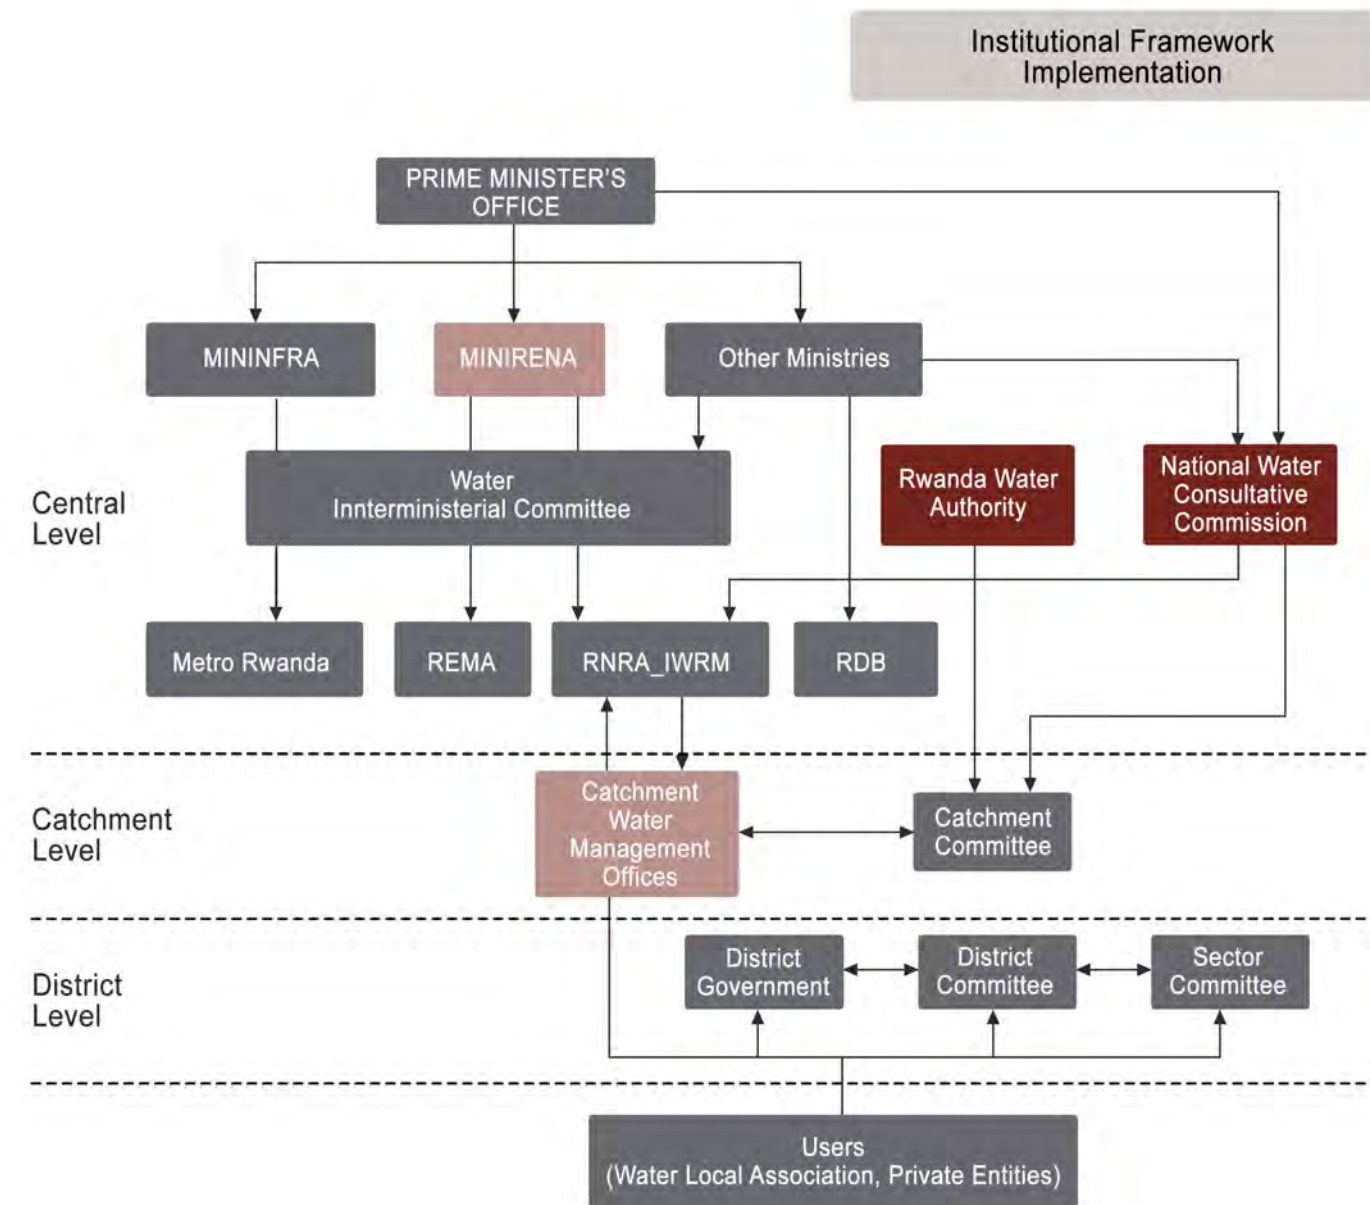 Institutional Framework
Implementation
PRIME MINISTER'S
OFFICE
MININFRA
MINIRENA
Other Ministries
Central
Level
Water
Innterministerial Committee
Rwanda Water
Authority
National Water
Consultative
Commission
Metro Rwanda
REMA
RNRA_IWRM
RDB
Catchment
Level
Catchment
Water
Management
Offices
Catchment
Committee
District
Level
District
Government
District
Committee
Sector
Committee
Users
(Water Local Association, Private Entities)